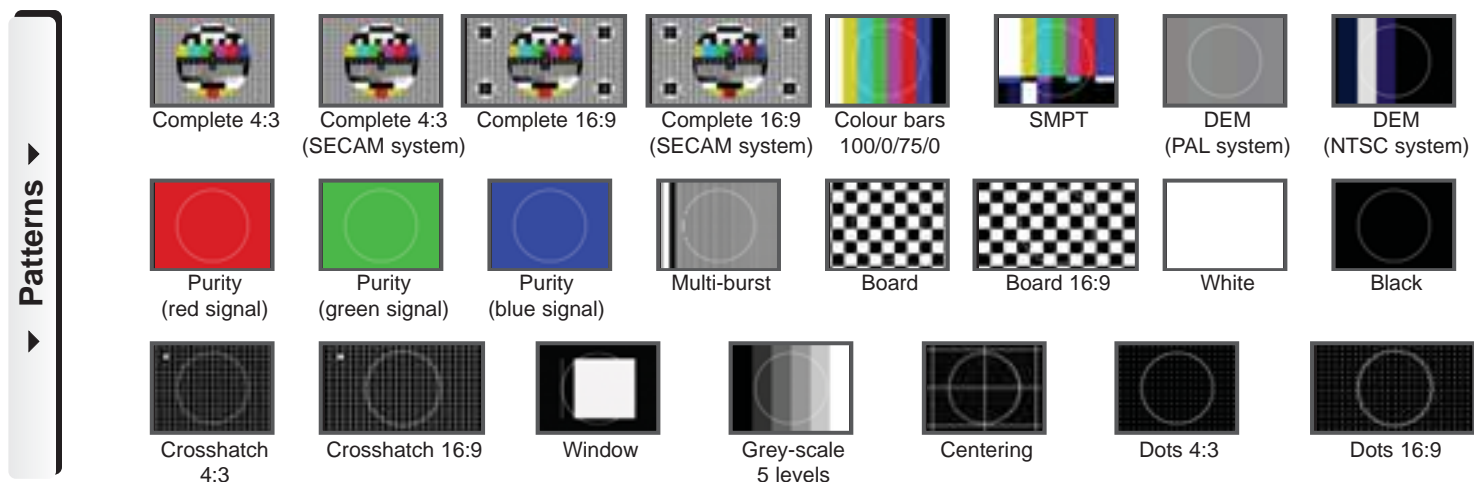 Patterns
Complete 4:3
Complete 4:3
(SECAM system)
Complete 16:9
Complete 16:9
(SECAM system)
Colour bars
100/0/75/0
SMPT
DEM
(PAL system)
DEM
(NTSC system)
Purity
(red signal)
Purity
(green signal)
Purity
(blue signal)
Multi-burst
Board
Board 16:9
White
Black
Crosshatch
4:3
Crosshatch 16:9
Window
Grey-scale
5 levels
Centering
Dots 4:3
Dots 16:9